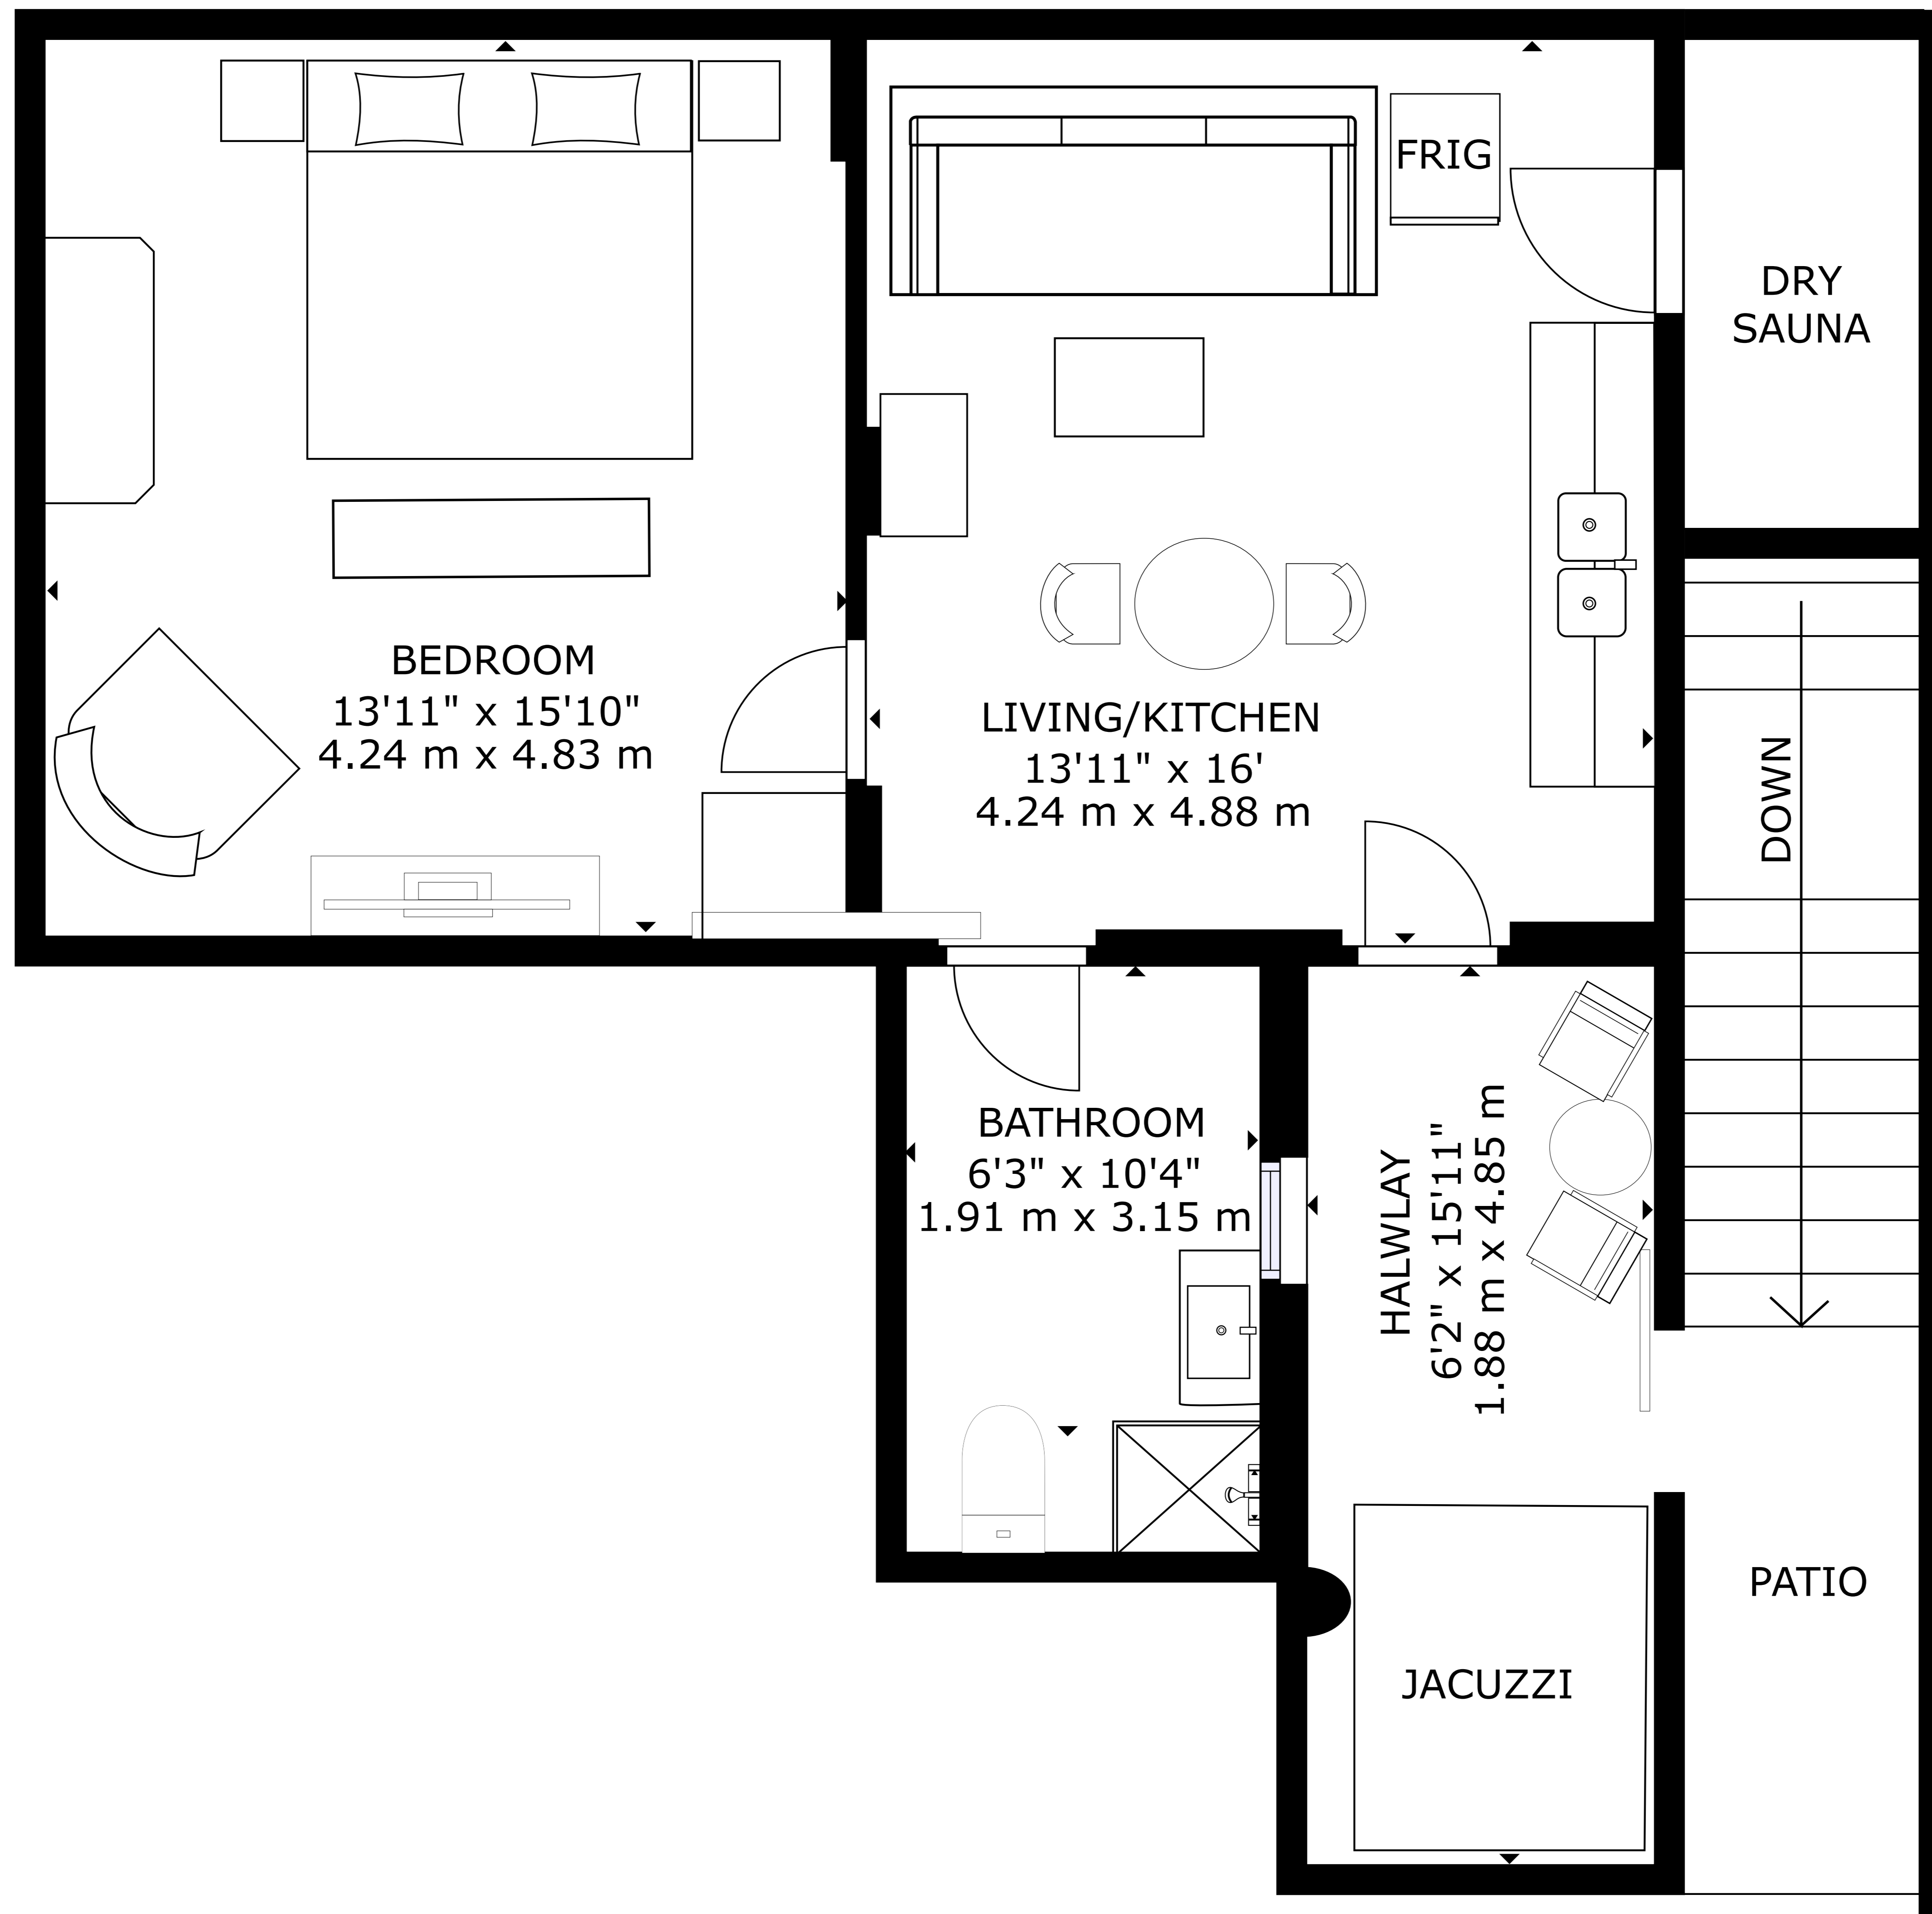 FRIG
DRY
SAUNA
BEDROOM
13'11" x 15'10"
4.24 m x 4.83 m
LIVING/KITCHEN
13'11" x 16'
4.24 m x 4.88 m
DOWN
BATHROOM
6'3" x 10'4"
1.91 m x 3.15 m
HALWLAY
6'2" x 15'11"
1.88 m x 4.85 m
PATIO
JACUZZI